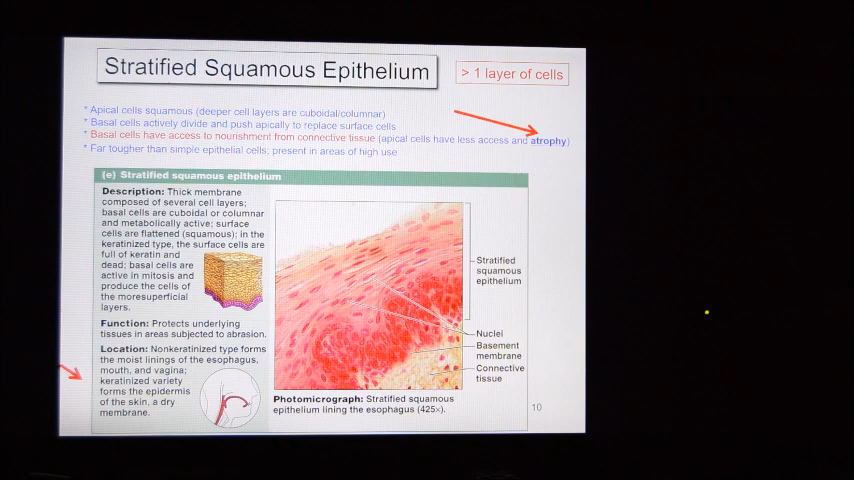 Stratified Squamous Epithelium
> 1 layer of cells
* Apical cells squamous (deeper cell layers are cuboidal/columnar)
* Basal cells actively divide and push apically to replace surface cells
* Basal cells have access to nourishment from connective tissue (apical cells have less access and atrophy)
* Far tougher than simple epithelial cells; present in areas of high use
(e) Stratified squamous epithelium
Description: Thick membrane
composed of several cell layers;
basal cells are cuboidal or columnar
and metabolically active; surface
cells are flattened (squamous); in the
keratinized type, the surface cells are
full of keratin and
dead; basal cells are
active in mitosis and
produce the cells of
the moresuperficial
layers.
Function: Protects underlying
tissues in areas subjected to abrasion.
Location: Nonkeratinized type forms
the moist linings of the esophagus,
mouth, and vagina;
keratinized variety
forms the epidermis
of the skin, a dry
membrane.
Stratified
squamous
epithelium
Nuclei
Basement
membrane
Connective
tissue
Photomicrograph: Stratified squamous
epithelium lining the esophagus (425×).
10